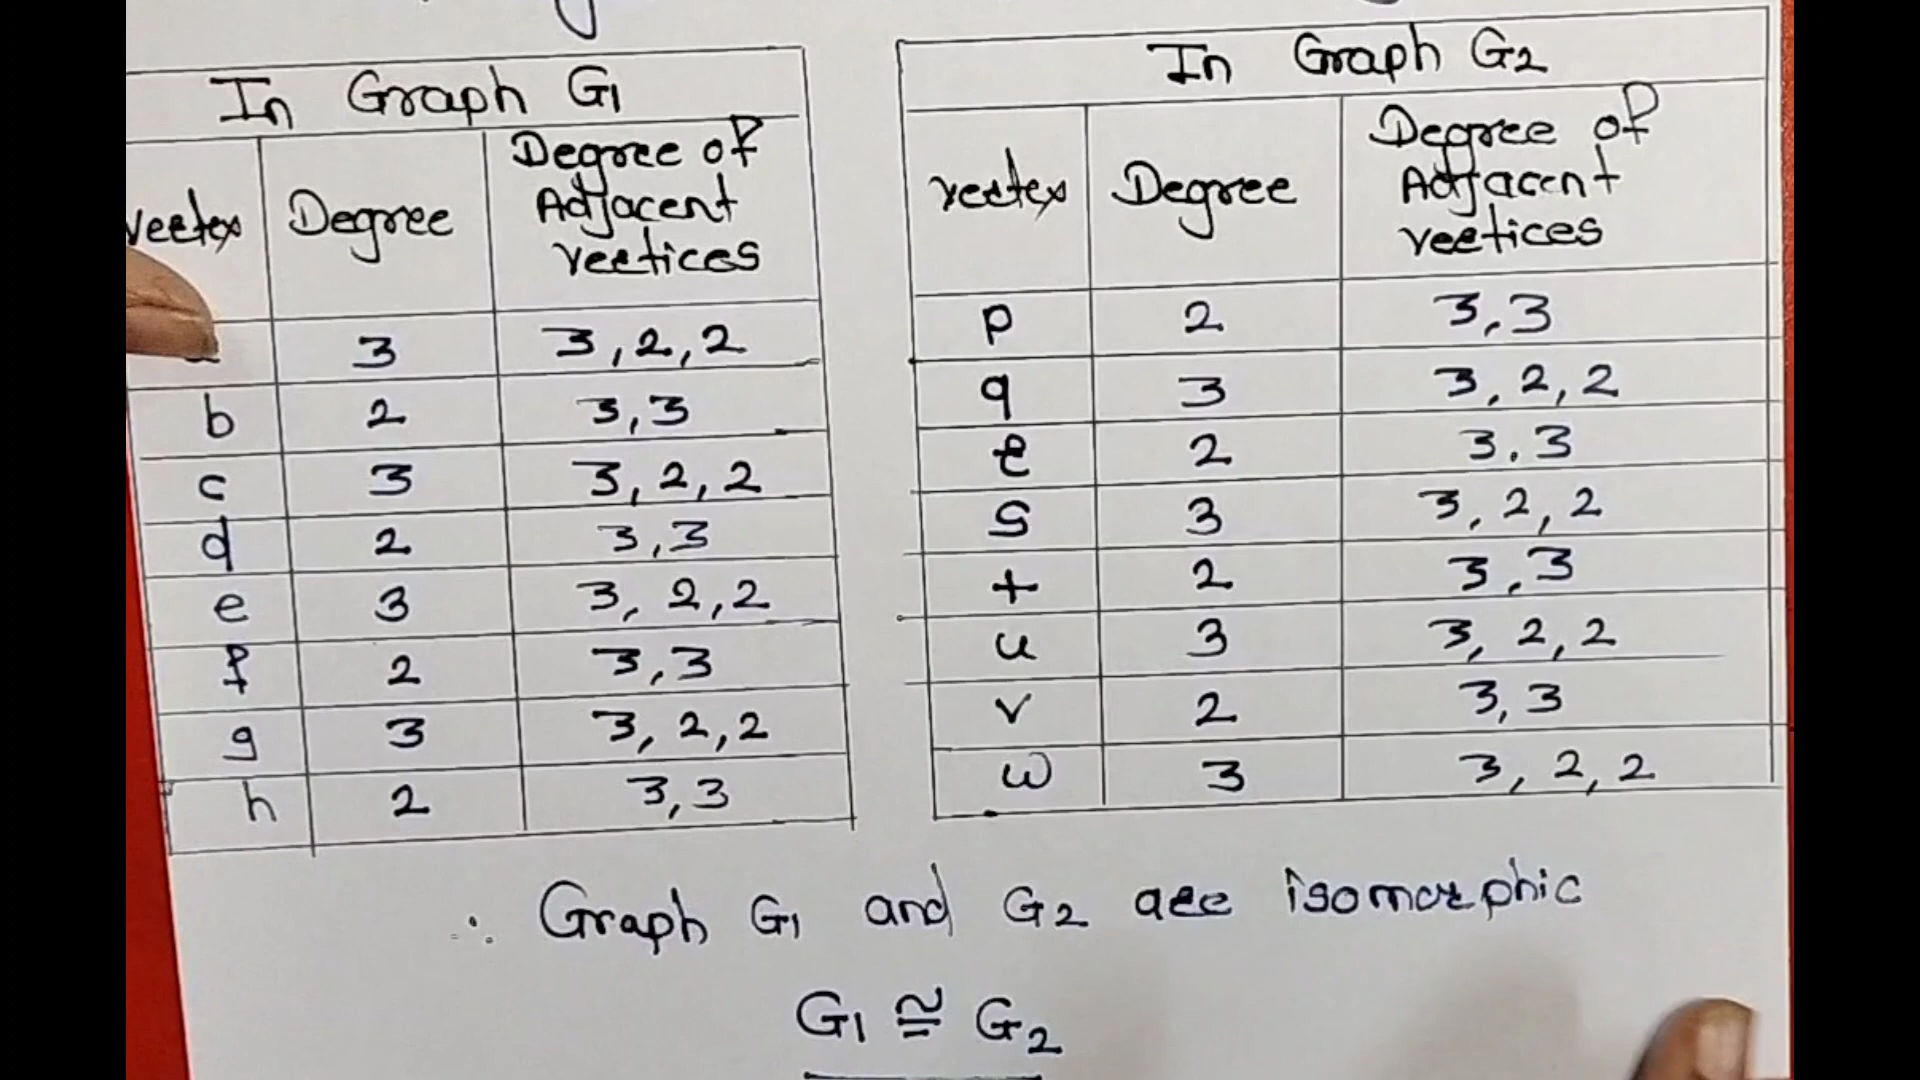 In Graph G1
Vertex Degree Degree of Adjacent vertices
3 3,2,2
b 2 3,3
c 3 3,2,2
d 2 3,3
e 3 3,2,2
f 2 3,3
g 3 3,2,2
h 2 3,3
In Graph G2
vertex Degree Degree of Adjacent vertices
p 2 3,3
q 3 3,2,2
2 3.3
s 3 3,2,2
t 2 3,3
u 3 3,2,2
v 2 3,3
w 3 3,2,2
∴ Graph G1 and G2 are isomorphic
G1 ≅ G2